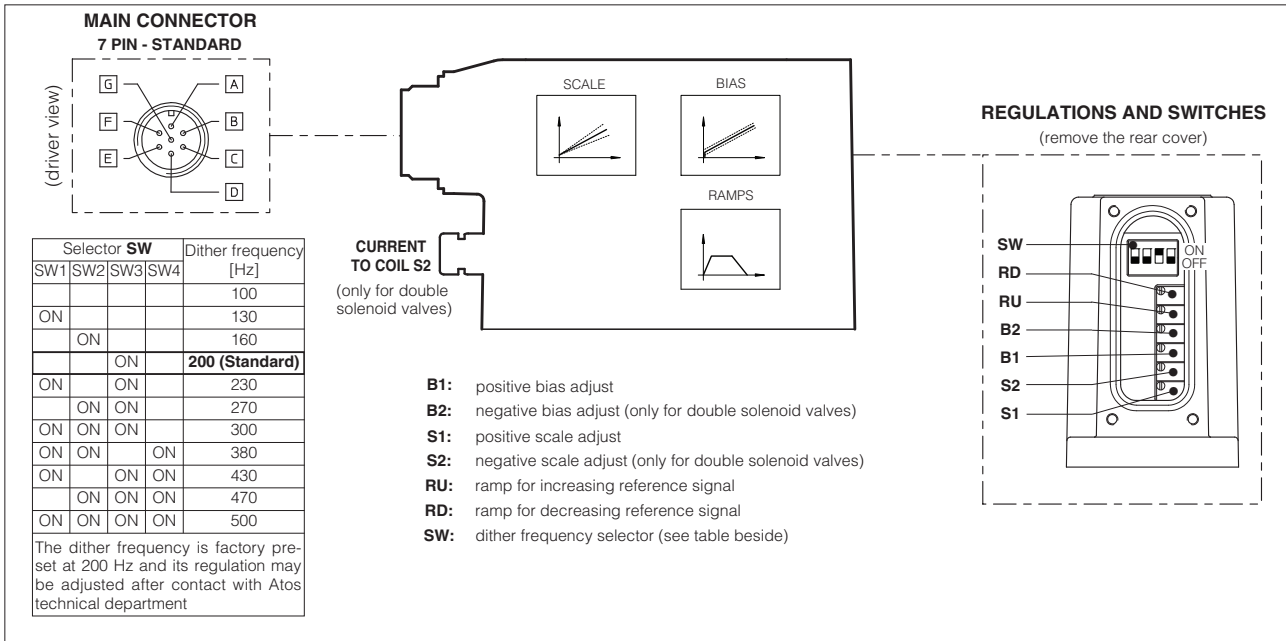 MAIN CONNECTOR
7 PIN - STANDARD
(driver view)
G
A
F
B
E
C
D
SCALE
BIAS
RAMPS
CURRENT
TO COIL S2
(only for double
solenoid valves)
REGULATIONS AND SWITCHES
(remove the rear cover)
SW
ON
OFF
RD
RU
B2
B1
S2
S1
Selector SW Dither frequency
SW1 SW2 SW3 SW4 [Hz]
100
ON 130
ON 160
ON 200 (Standard)
ON ON 230
ON ON 270
ON ON ON 300
ON ON ON 380
ON ON ON 430
ON ON ON 470
ON ON ON ON 500
The dither frequency is factory pre-
set at 200 Hz and its regulation may
be adjusted after contact with Atos
technical department
B1: positive bias adjust
B2: negative bias adjust (only for double solenoid valves)
S1: positive scale adjust
S2: negative scale adjust (only for double solenoid valves)
RU: ramp for increasing reference signal
RD: ramp for decreasing reference signal
SW: dither frequency selector (see table beside)